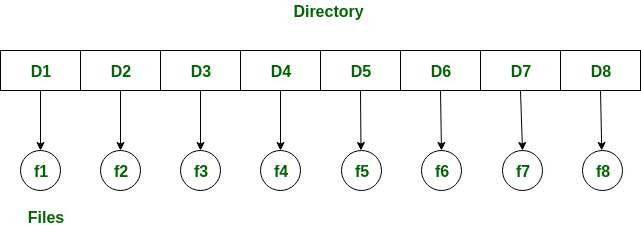 Directory
D1 D2 D3 D4 D5 D6 D7 D8
f1 f2 f3 f4 f5 f6 f7 f8
Files